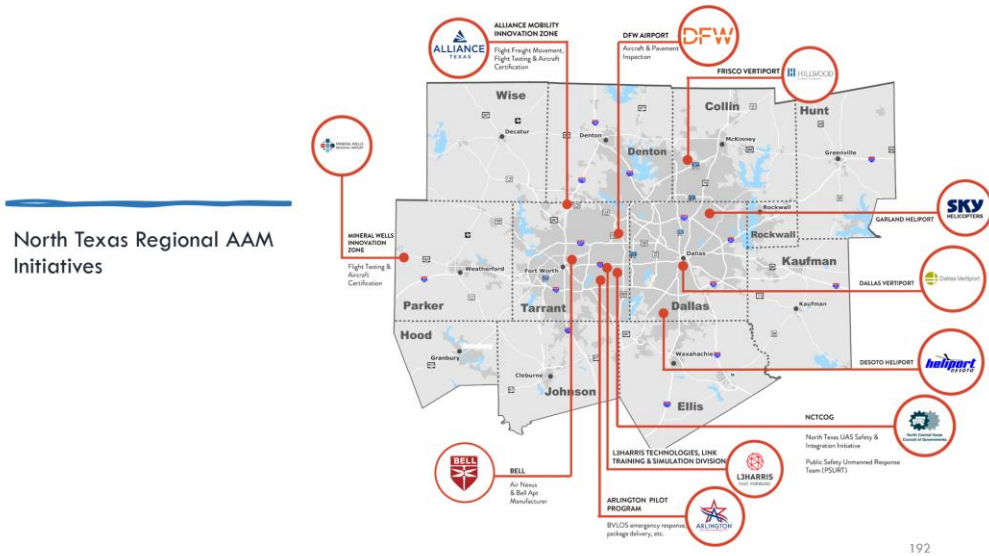 North Texas Regional AAM
Initiatives
ALLIANCE
TEXAS
ALLIANCE MOBILITY
INNOVATION ZONE
Flight Freight Movement,
Flight Testing & Aircraft
Certification
DFW AIRPORT
Aircraft & Pavement
Inspection
DFW
FRISCO VERTIPORT
HILLWOOD
MINERAL WELLS
REGIONAL AIRPORT
MINERAL WELLS
INNOVATION
ZONE
Flight Testing &
Aircraft
Certification
SKY
HELICOPTERS
GARLAND HELIPORT
DALLAS VERTIPORT
Dallas Vertiport
DESOTO HELIPORT
heliport
DESOTO
NCTCOG
North Texas UAS Safety &
Integration Initiative
Public Safety Unmanned Response
Team (PSURT)
North Central Texas
Council of Governments
L3HARRIS TECHNOLOGIES, LINK
TRAINING & SIMULATION DIVISION
L3HARRIS
FAST FORWARD
BELL
BELL
Air Nexus
& Bell Apt
Manufacturer
ARLINGTON PILOT
PROGRAM
BVLOS emergency response,
package delivery, etc.
ARLINGTON
Wise
Decatur
Denton
Denton
Collin
McKinney
Hunt
Greenville
Rockwall
Rockwall
Kaufman
Kaufman
Parker
Weatherford
Fort Worth
Tarrant
Dallas
Dallas
Hood
Granbury
Cleburne
Johnson
Waxahachie
Ellis
192